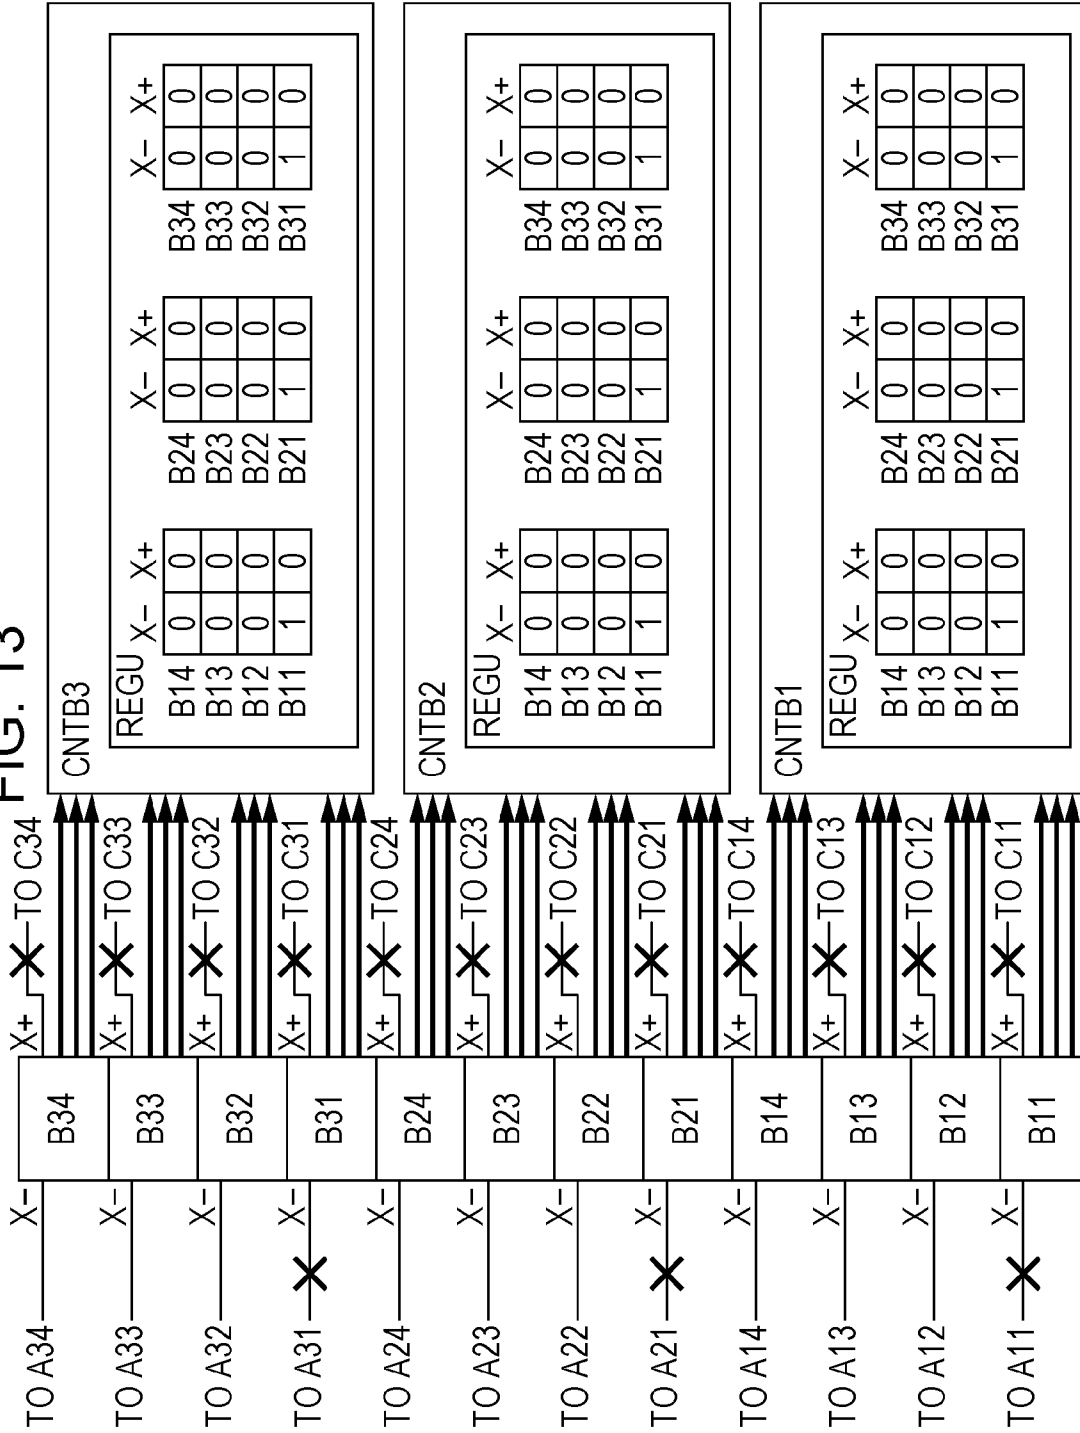 FIG. 13
TO A34 X− B34 X+ TO C34
TO A33 X− B33 X+ TO C33
TO A32 X− B32 X+ TO C32
TO A31 X− B31 X+ TO C31
CNTB3
REGU
X− X+ X− X+ X− X+
B14 0 0 B24 0 0 B34 0 0
B13 0 0 B23 0 0 B33 0 0
B12 0 0 B22 0 0 B32 0 0
B11 1 0 B21 1 0 B31 1 0
TO A24 X− B24 X+ TO C24
TO A23 X− B23 X+ TO C23
TO A22 X− B22 X+ TO C22
TO A21 X− B21 X+ TO C21
CNTB2
REGU
X− X+ X− X+ X− X+
B14 0 0 B24 0 0 B34 0 0
B13 0 0 B23 0 0 B33 0 0
B12 0 0 B22 0 0 B32 0 0
B11 1 0 B21 1 0 B31 1 0
TO A14 X− B14 X+ TO C14
TO A13 X− B13 X+ TO C13
TO A12 X− B12 X+ TO C12
TO A11 X− B11 X+ TO C11
CNTB1
REGU
X− X+ X− X+ X− X+
B14 0 0 B24 0 0 B34 0 0
B13 0 0 B23 0 0 B33 0 0
B12 0 0 B22 0 0 B32 0 0
B11 1 0 B21 1 0 B31 1 0